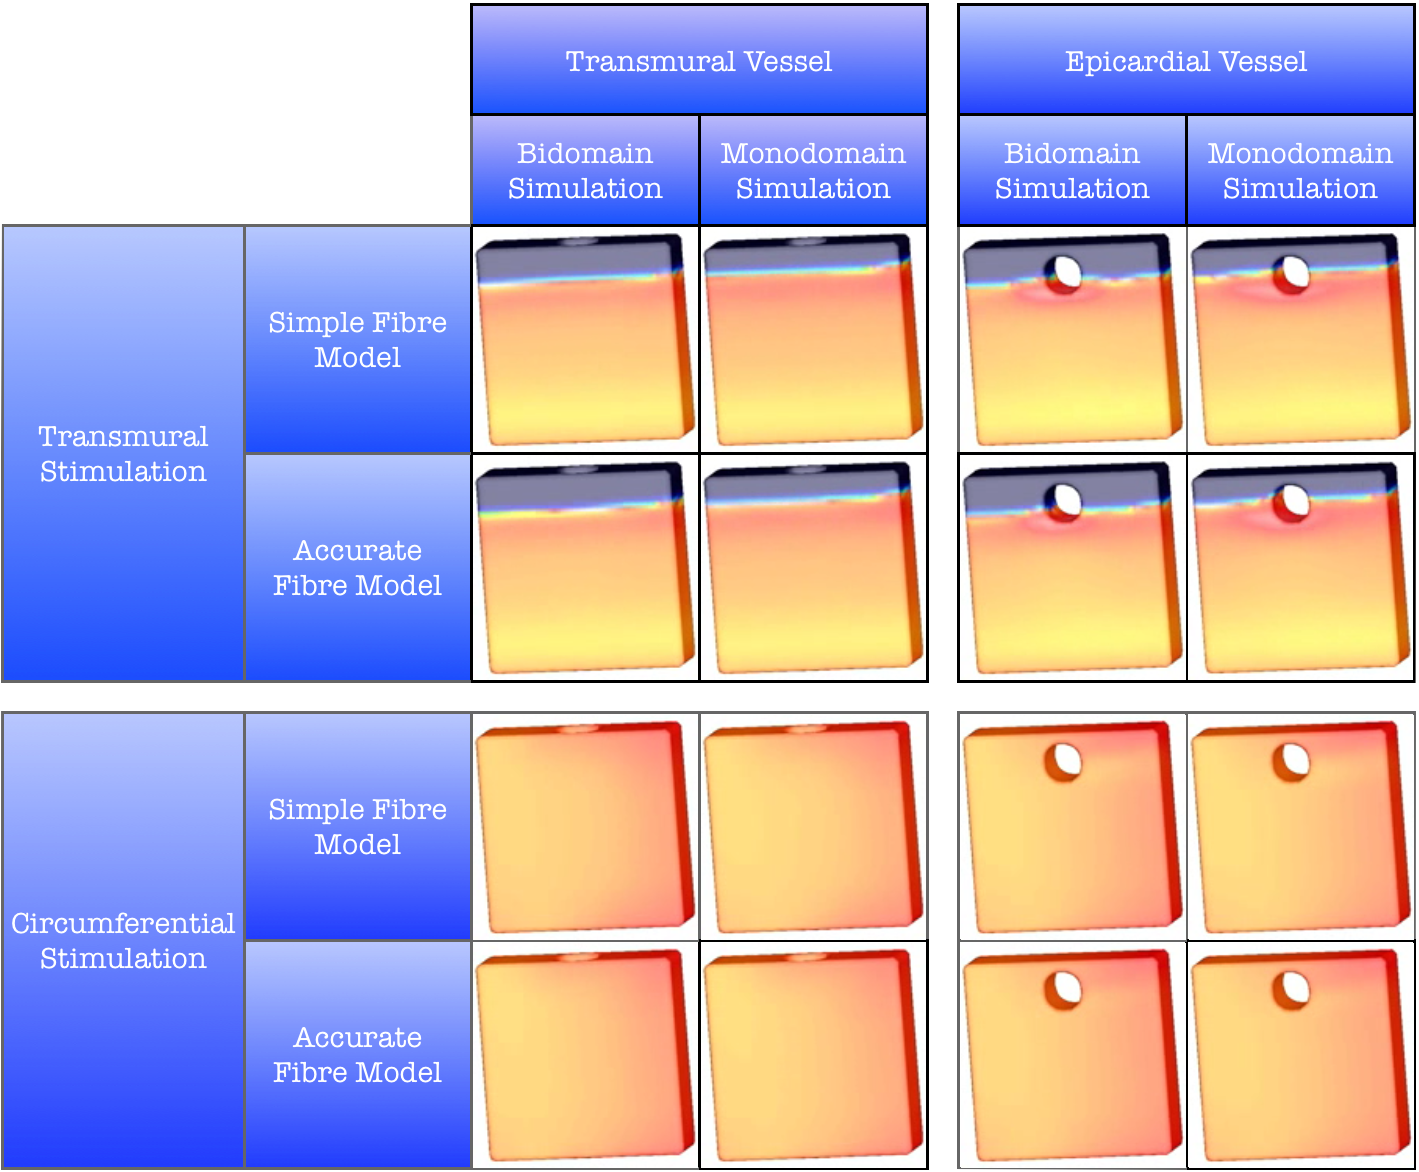 Transmural Vessel
Epicardial Vessel
Bidomain
Simulation
Monodomain
Simulation
Bidomain
Simulation
Monodomain
Simulation
Transmural
Stimulation
Simple Fibre
Model
Accurate
Fibre Model
Circumferential
Stimulation
Simple Fibre
Model
Accurate
Fibre Model